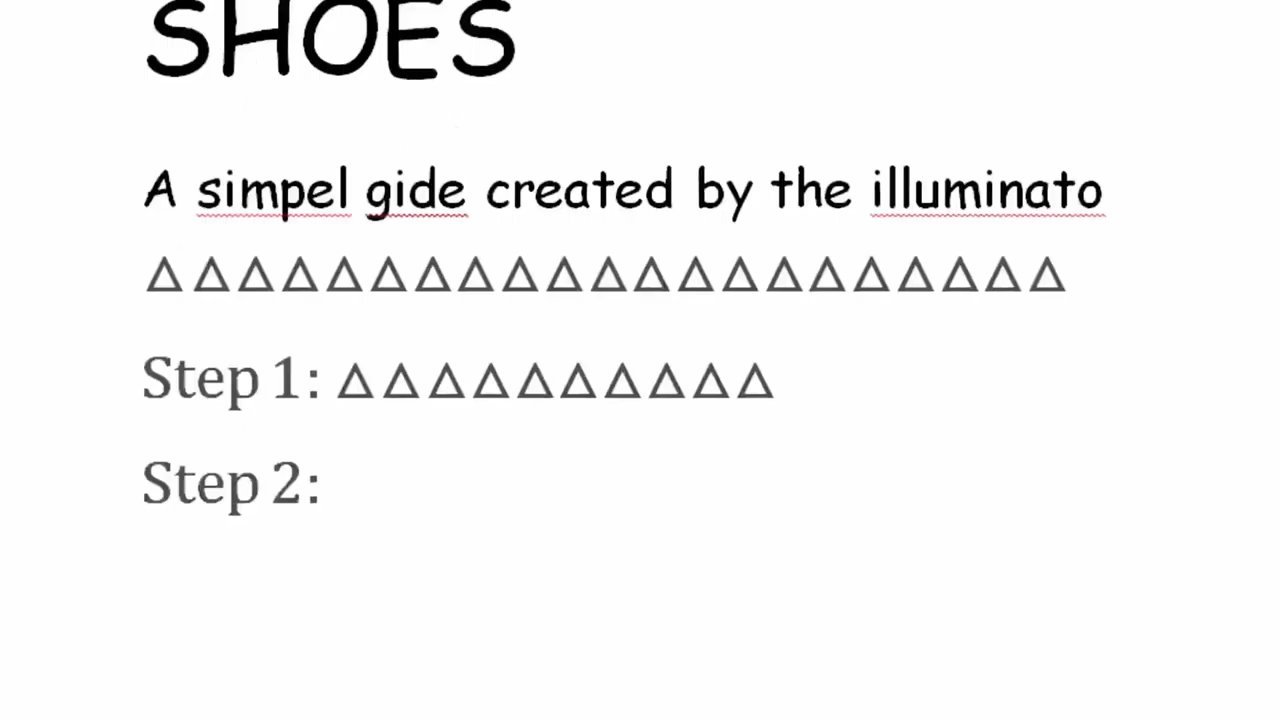 SHOES
A simpel gide created by the illuminato
△△△△△△△△△△△△△△△△△△△△△
Step 1: △△△△△△△△△△
Step 2: